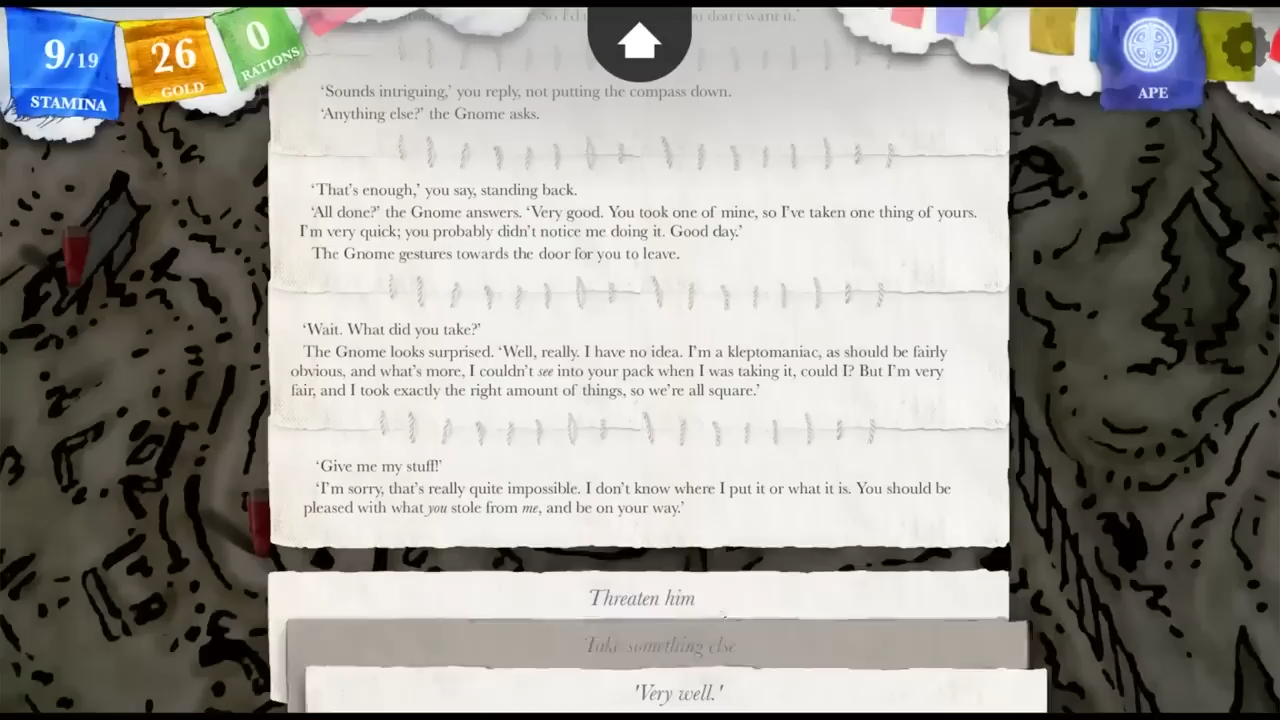 9/19
STAMINA
26
GOLD
0
RATIONS
APE
you don't want it.'
'Sounds intriguing,' you reply, not putting the compass down.
'Anything else?' the Gnome asks.
'That's enough,' you say, standing back.
'All done?' the Gnome answers. 'Very good. You took one of mine, so I've taken one thing of yours.
I'm very quick; you probably didn't notice me doing it. Good day.'
The Gnome gestures towards the door for you to leave.
'Wait. What did you take?'
The Gnome looks surprised. 'Well, really. I have no idea. I'm a kleptomaniac, as should be fairly
obvious, and what's more, I couldn't see into your pack when I was taking it, could I? But I'm very
fair, and I took exactly the right amount of things, so we're all square.'
'Give me my stuff!'
'I'm sorry, that's really quite impossible. I don't know where I put it or what it is. You should be
pleased with what you stole from me, and be on your way.'
Threaten him
Take something else
'Very well.'